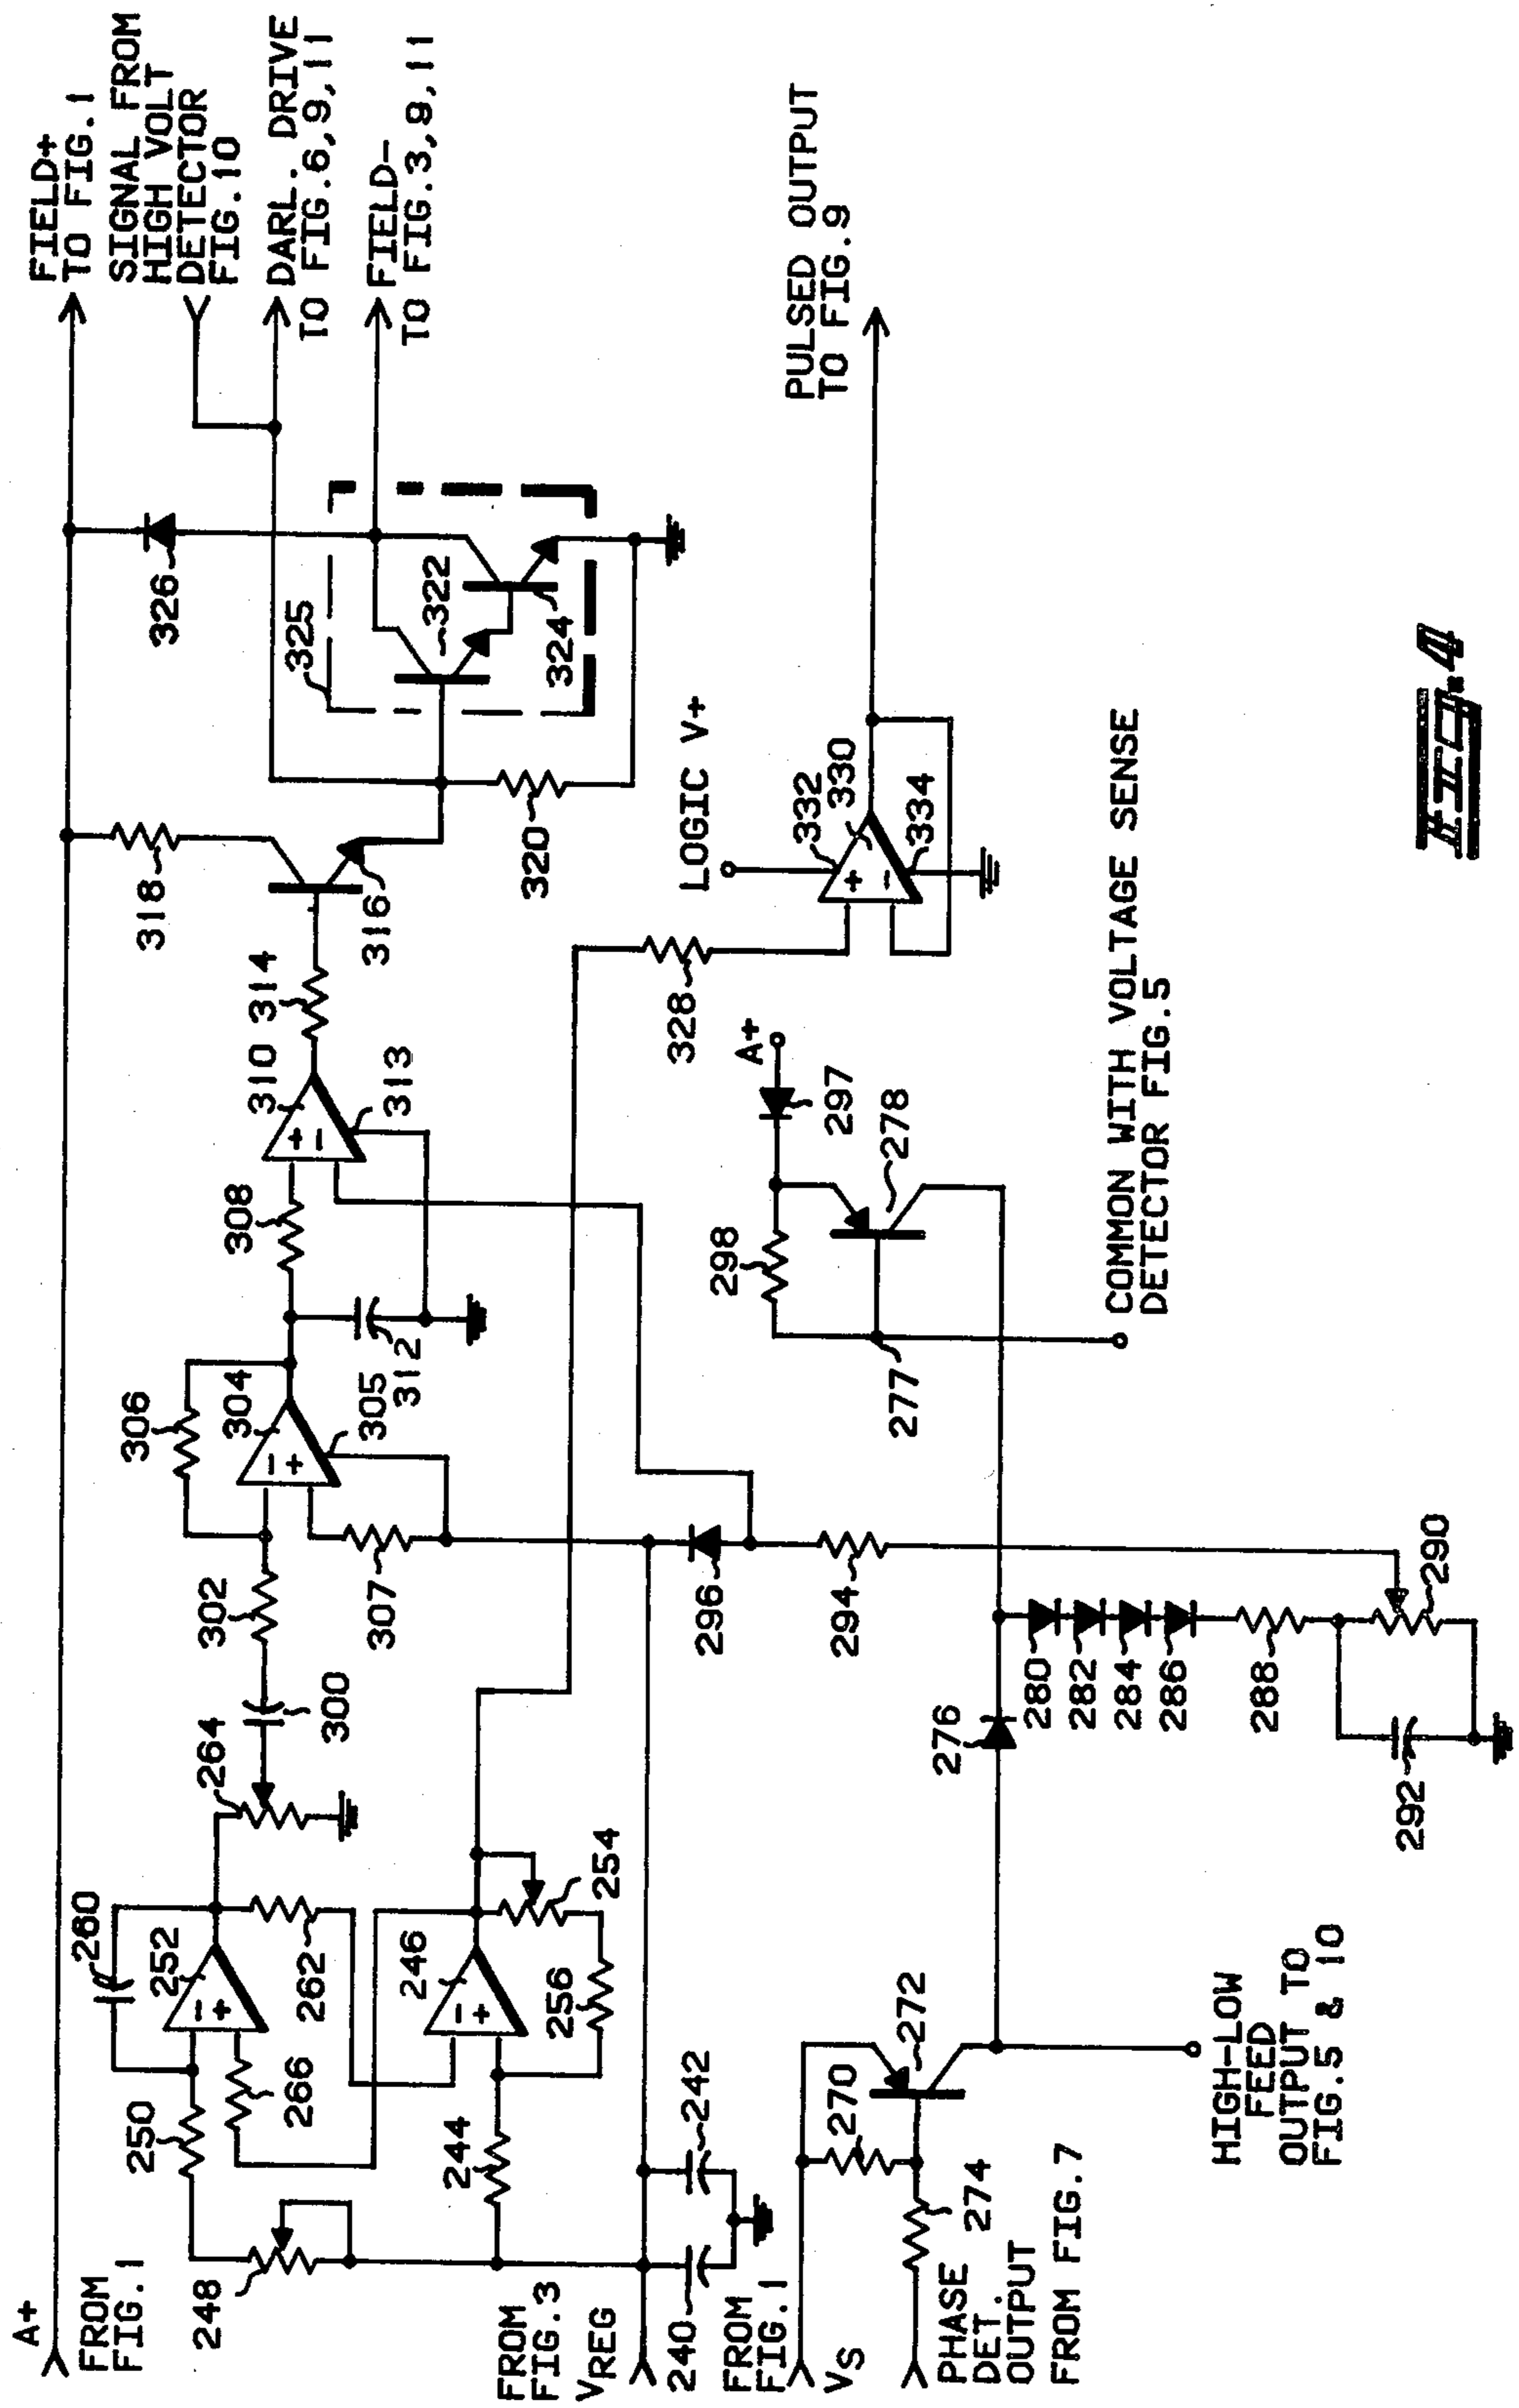 A+
FROM
FIG.1
FIELD+
TO FIG.1
SIGNAL FROM
HIGH VOLT
DETECTOR
FIG.10
DARL. DRIVE
TO FIG.6,9,11
FIELD-
TO FIG.3,9,11
248
250
260
252
-
+
266
262
264
300
302
306
304
-
+
305
307
312
308
310
+
-
313
314
318
316
320
325
322
324
326
244
246
-
+
254
256
FROM
FIG.3
VREG
240
242
296
294
328
LOGIC V+
332
330
+
-
334
PULSED OUTPUT
TO FIG.9
FROM
FIG.1
VS
270
272
274
PHASE
DET.
OUTPUT
FROM FIG.7
HIGH-LOW
FEED
OUTPUT TO
FIG.5 & 10
276
280
282
284
286
288
290
292
A+
297
298
278
277
COMMON WITH VOLTAGE SENSE
DETECTOR FIG.5
FIG.4